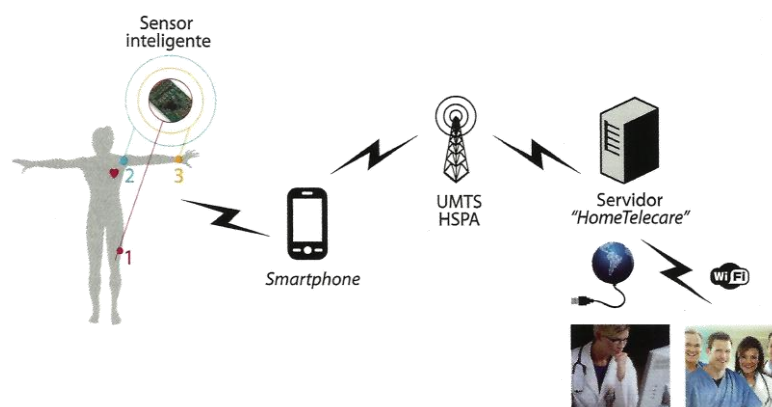 Sensor
inteligente
2
3
1
Smartphone
UMTS
HSPA
Servidor
"HomeTelecare"
WiFi